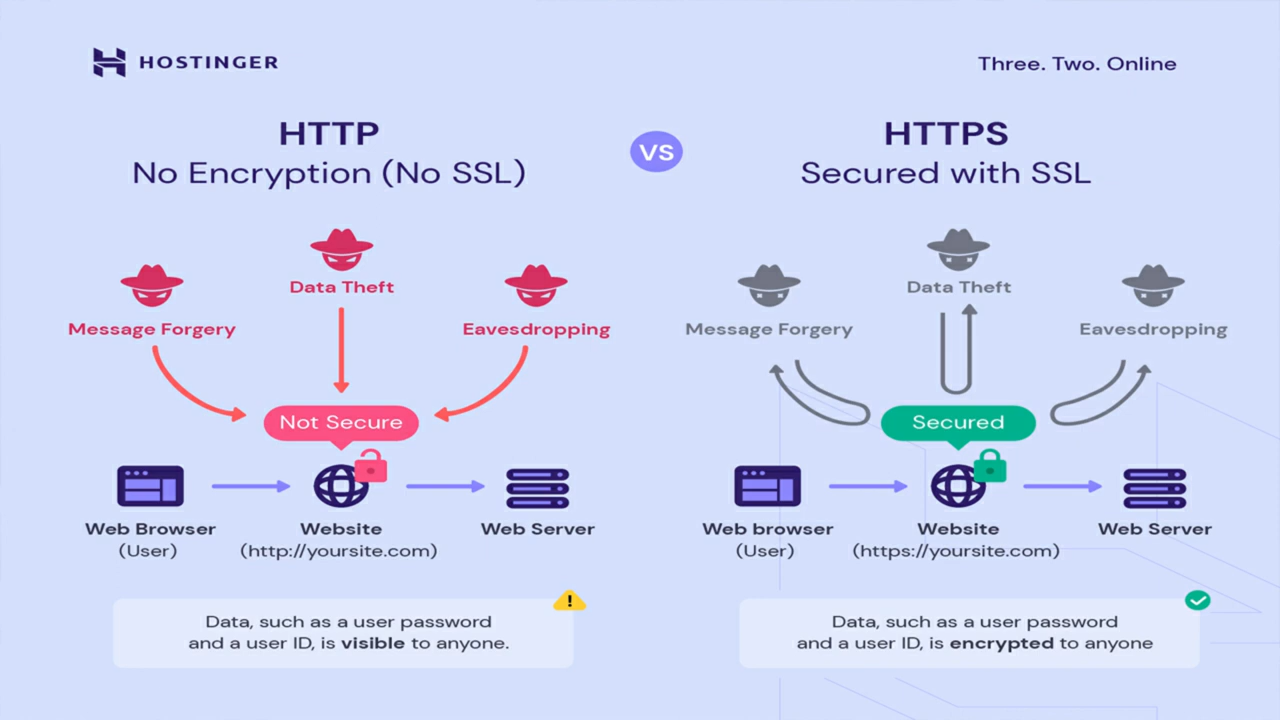 HOSTINGER
Three. Two. Online
HTTP
No Encryption (No SSL)
VS
HTTPS
Secured with SSL
Data Theft
Message Forgery
Eavesdropping
Not Secure
Web Browser
(User)
Website
(http://yoursite.com)
Web Server
Data, such as a user password
and a user ID, is visible to anyone.
Data Theft
Message Forgery
Eavesdropping
Secured
Web browser
(User)
Website
(https://yoursite.com)
Web Server
Data, such as a user password
and a user ID, is encrypted to anyone